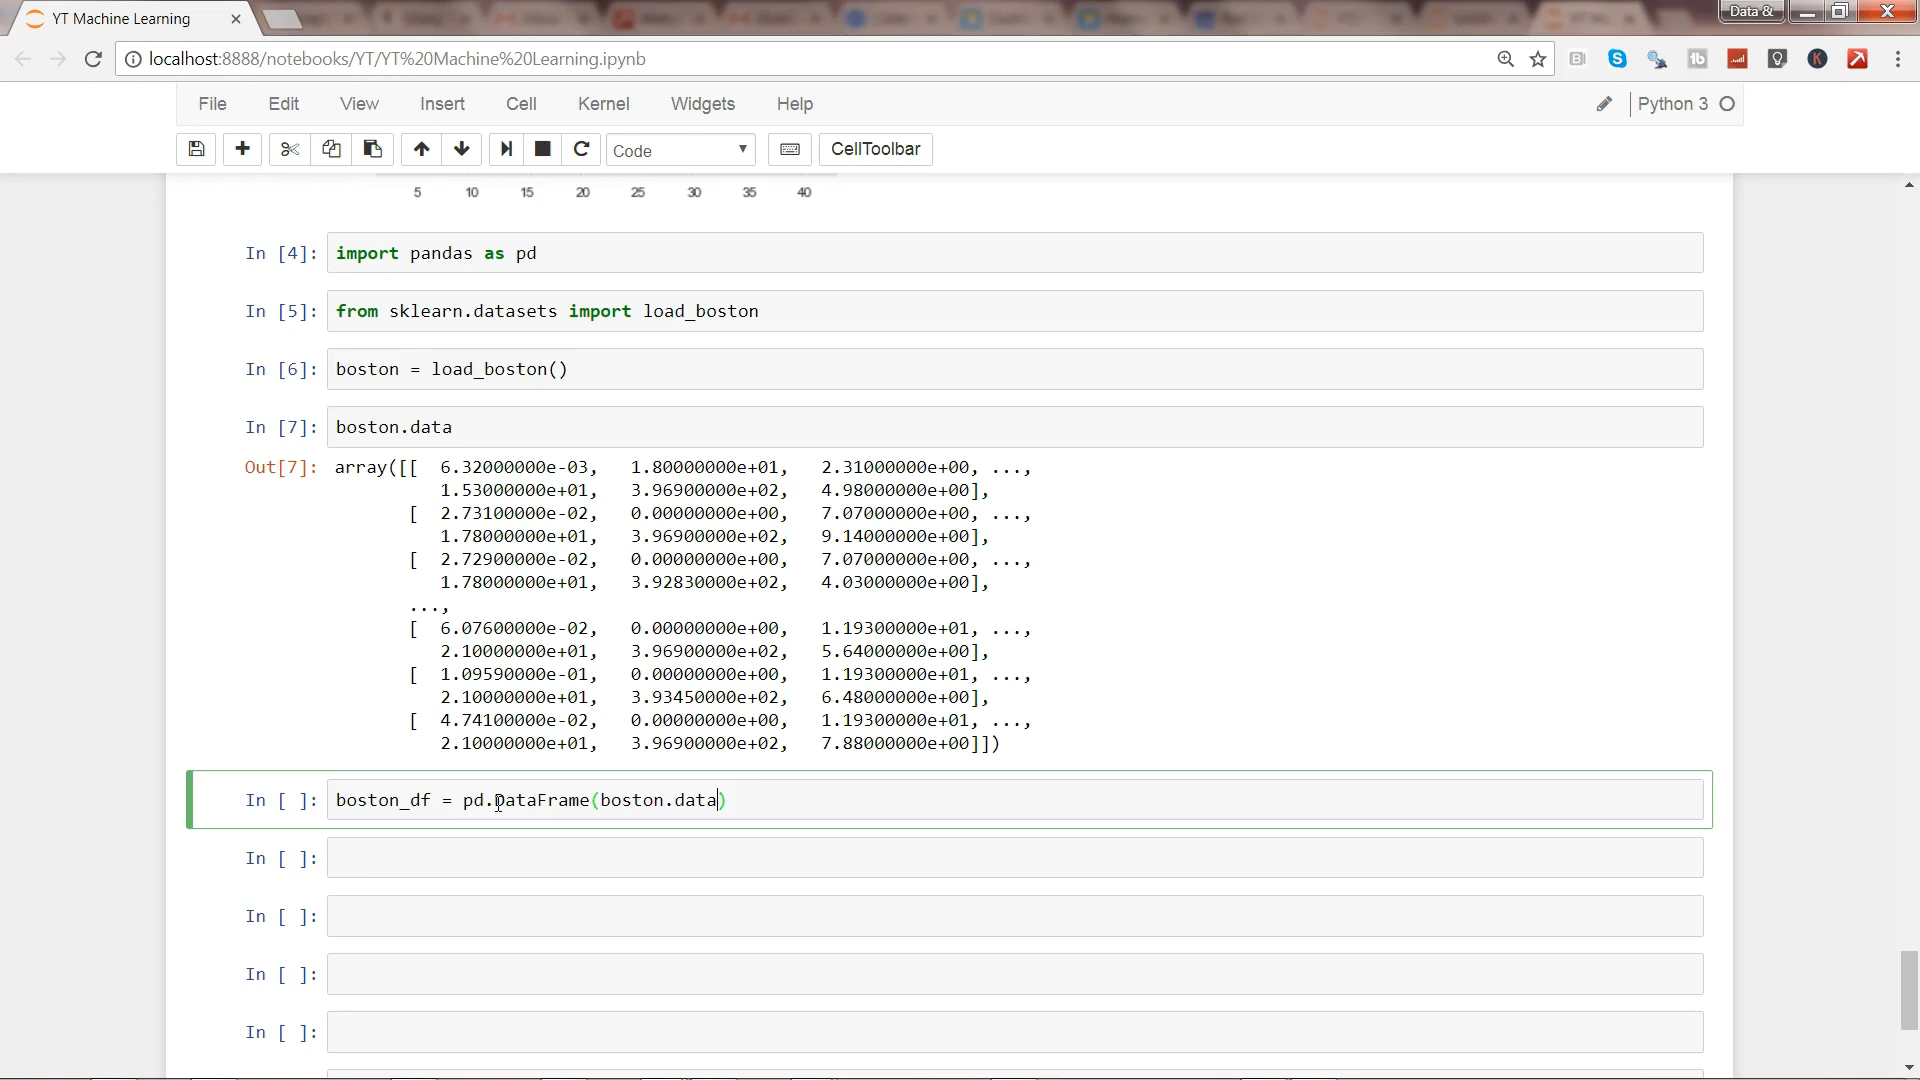 YT Machine Learning
Data &
localhost:8888/notebooks/YT/YT%20Machine%20Learning.ipynb
File Edit View Insert Cell Kernel Widgets Help
Python 3
Code
CellToolbar
5 10 15 20 25 30 35 40
In [4]: import pandas as pd
In [5]: from sklearn.datasets import load_boston
In [6]: boston = load_boston()
In [7]: boston.data
Out[7]: array([[ 6.32000000e-03, 1.80000000e+01, 2.31000000e+00, ...,
1.53000000e+01, 3.96900000e+02, 4.98000000e+00],
[ 2.73100000e-02, 0.00000000e+00, 7.07000000e+00, ...,
1.78000000e+01, 3.96900000e+02, 9.14000000e+00],
[ 2.72900000e-02, 0.00000000e+00, 7.07000000e+00, ...,
1.78000000e+01, 3.92830000e+02, 4.03000000e+00],
...,
[ 6.07600000e-02, 0.00000000e+00, 1.19300000e+01, ...,
2.10000000e+01, 3.96900000e+02, 5.64000000e+00],
[ 1.09590000e-01, 0.00000000e+00, 1.19300000e+01, ...,
2.10000000e+01, 3.93450000e+02, 6.48000000e+00],
[ 4.74100000e-02, 0.00000000e+00, 1.19300000e+01, ...,
2.10000000e+01, 3.96900000e+02, 7.88000000e+00]])
In [ ]: boston_df = pd.DataFrame(boston.data)
In [ ]:
In [ ]:
In [ ]:
In [ ]: